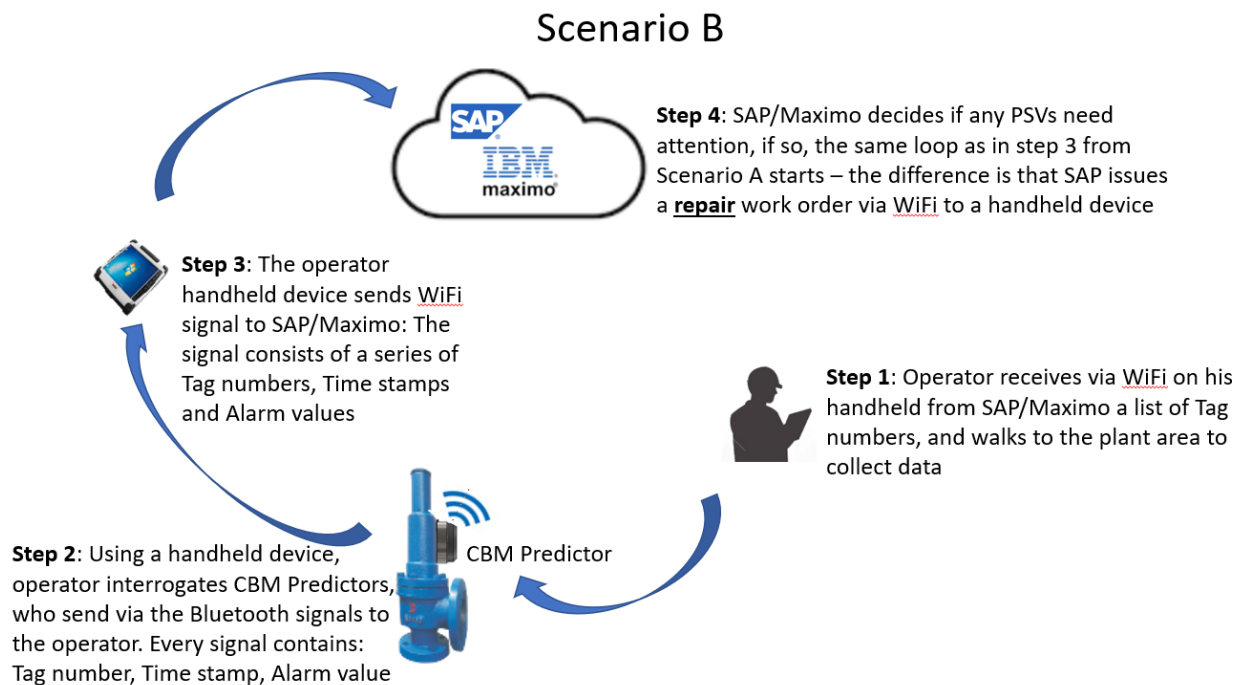 Scenario B
SAP
IBM
maximo
Step 4: SAP/Maximo decides if any PSVs need
attention, if so, the same loop as in step 3 from
Scenario A starts – the difference is that SAP issues
a repair work order via WiFi to a handheld device
Step 3: The operator
handheld device sends WiFi
signal to SAP/Maximo: The
signal consists of a series of
Tag numbers, Time stamps
and Alarm values
Step 1: Operator receives via WiFi on his
handheld from SAP/Maximo a list of Tag
numbers, and walks to the plant area to
collect data
CBM Predictor
Step 2: Using a handheld device,
operator interrogates CBM Predictors,
who send via the Bluetooth signals to
the operator. Every signal contains:
Tag number, Time stamp, Alarm value